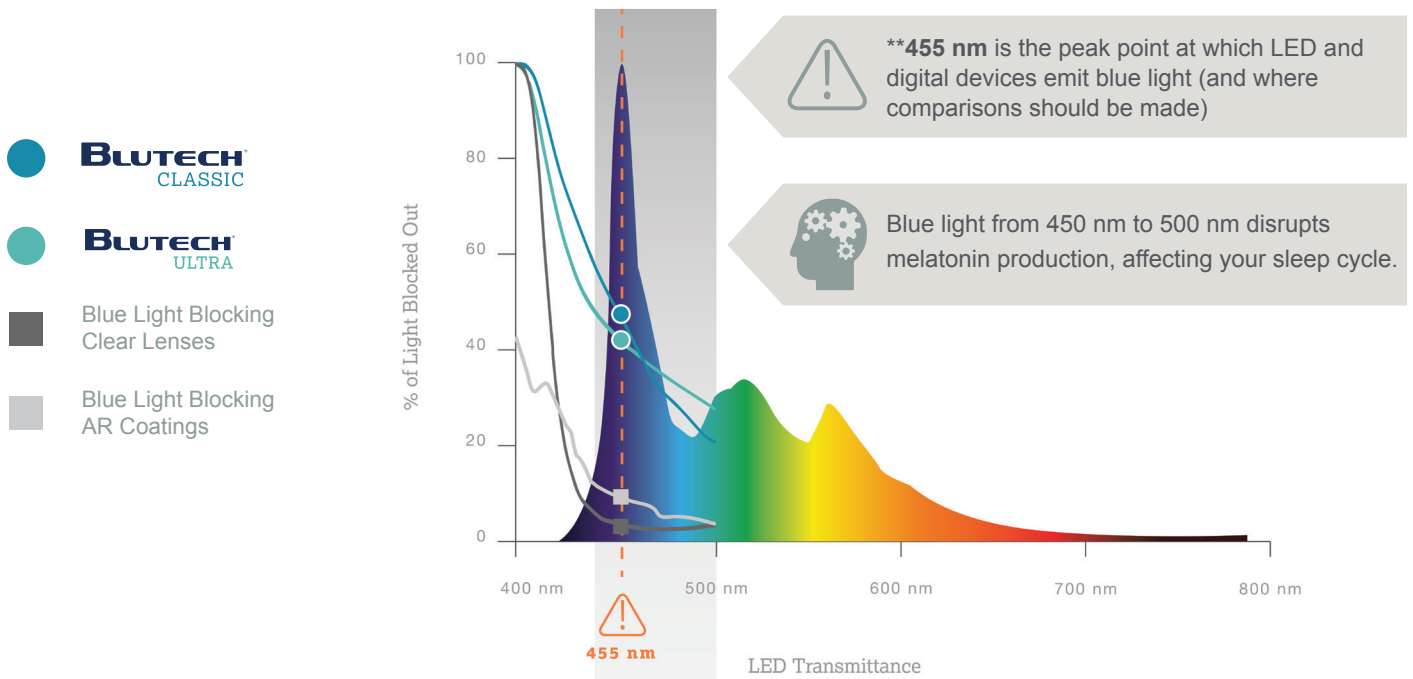 BLUTECH
CLASSIC
BLUTECH
ULTRA
Blue Light Blocking
Clear Lenses
Blue Light Blocking
AR Coatings
% of Light Blocked Out
100
80
60
40
20
0
400 nm
500 nm
600 nm
700 nm
800 nm
455 nm
LED Transmittance
**455 nm is the peak point at which LED and
digital devices emit blue light (and where
comparisons should be made)
Blue light from 450 nm to 500 nm disrupts
melatonin production, affecting your sleep cycle.